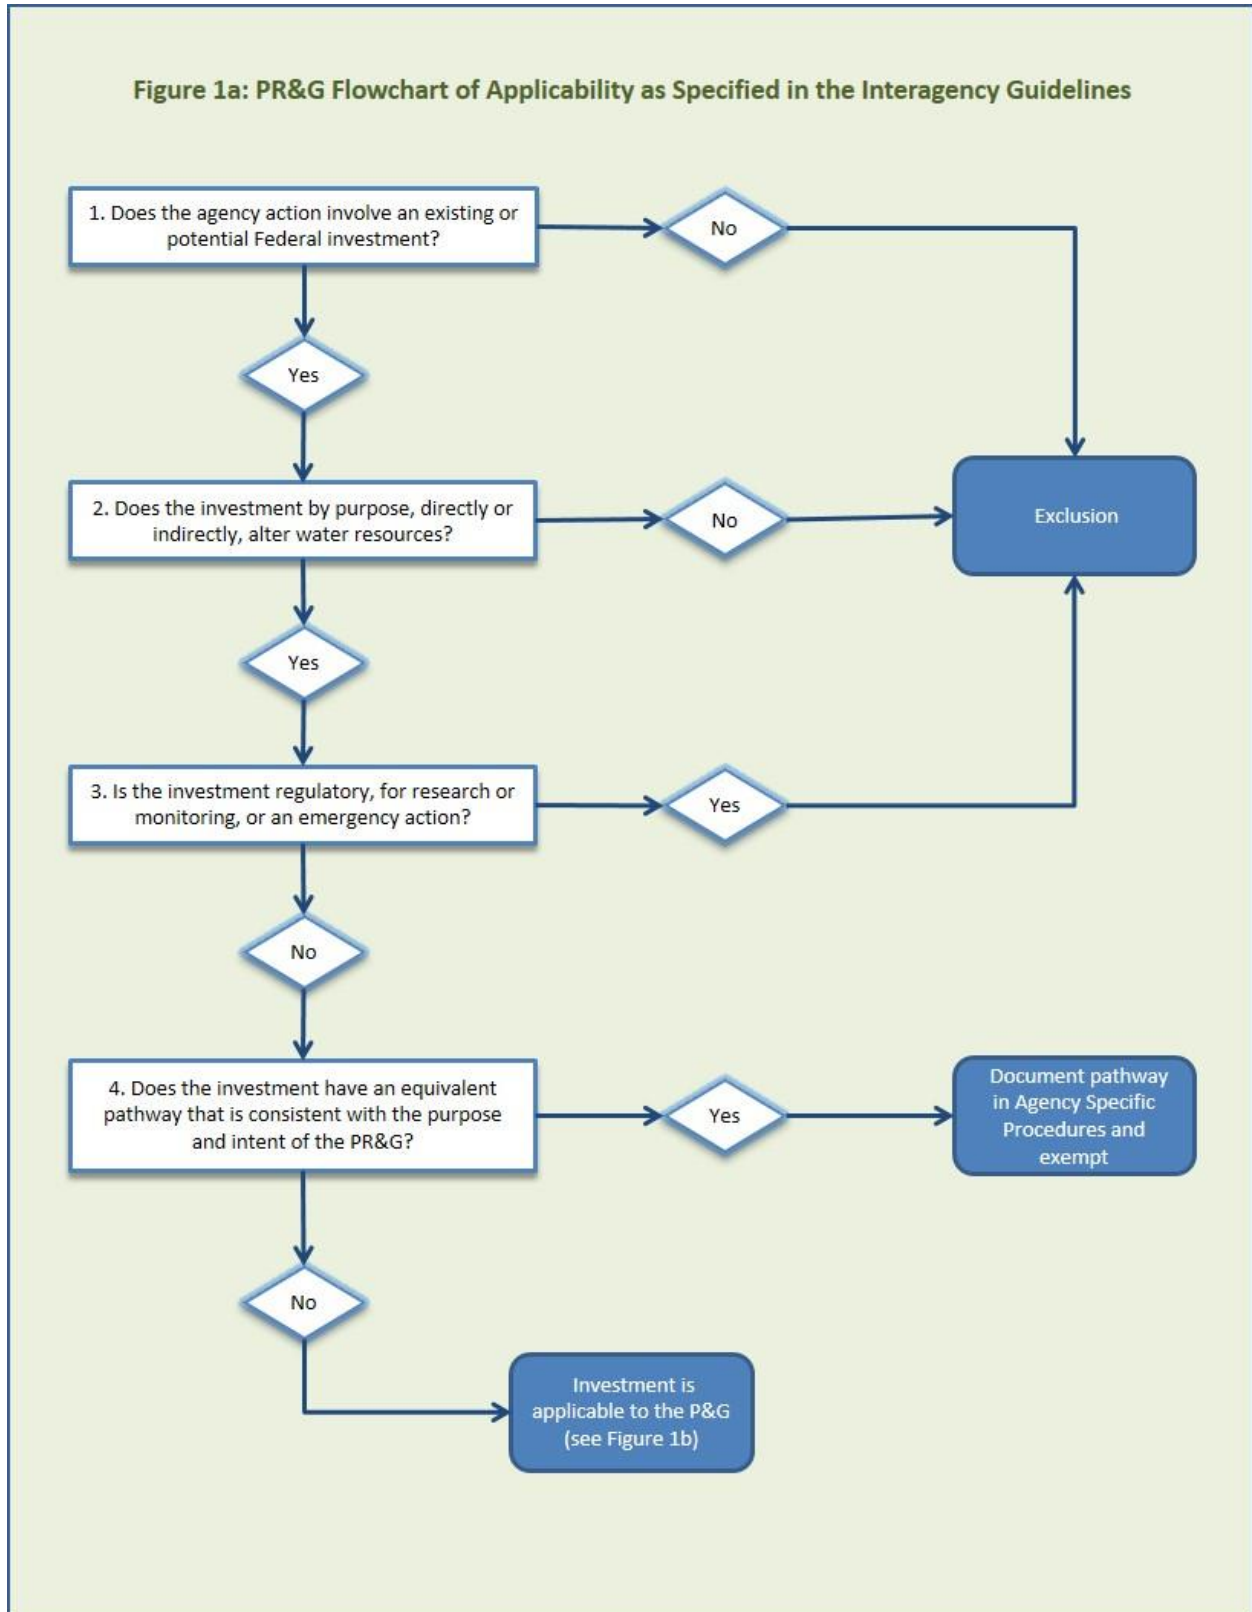 Figure 1a: PR&G Flowchart of Applicability as Specified in the Interagency Guidelines
1. Does the agency action involve an existing or
potential Federal investment?
No
Yes
2. Does the investment by purpose, directly or
indirectly, alter water resources?
No
Exclusion
Yes
3. Is the investment regulatory, for research or
monitoring, or an emergency action?
Yes
No
4. Does the investment have an equivalent
pathway that is consistent with the purpose
and intent of the PR&G?
Yes
Document pathway
in Agency Specific
Procedures and
exempt
No
Investment is
applicable to the P&G
(see Figure 1b)